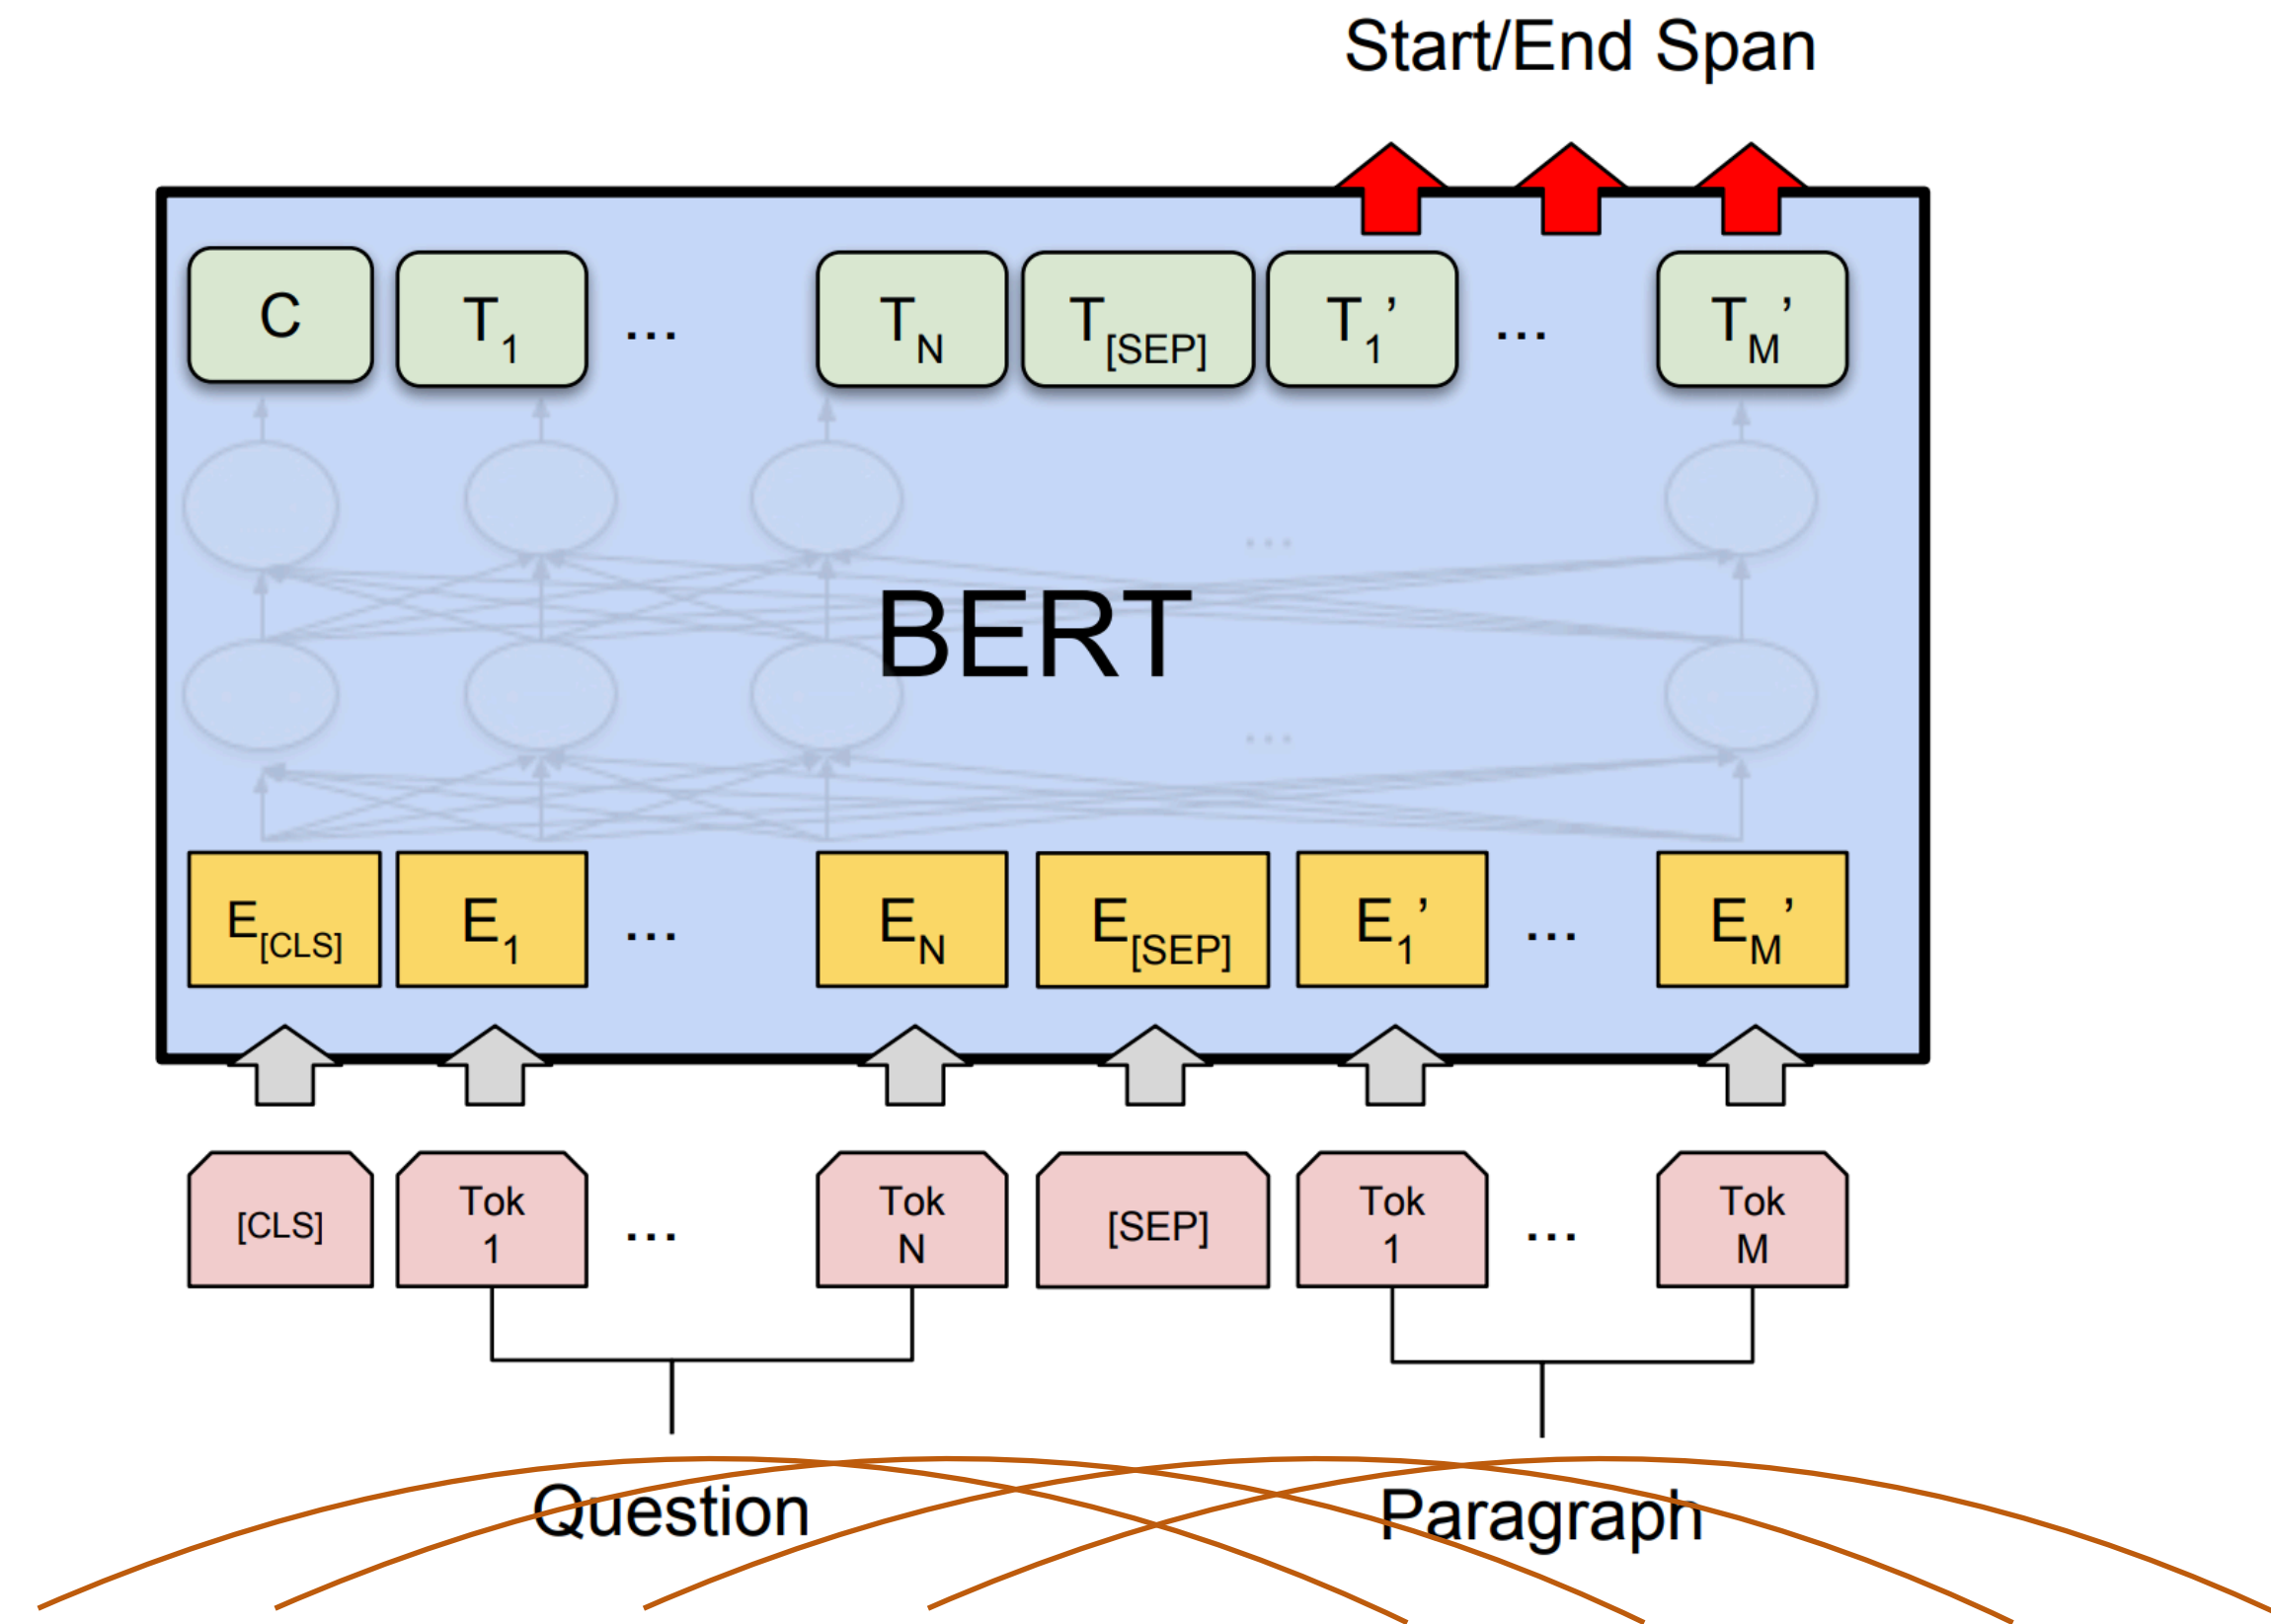 Start/End Span
C T1 ... TN T[SEP] T1’ ... TM’
...
BERT
...
E[CLS] E1 ... EN E[SEP] E1’ ... EM’
[CLS] Tok 1 ... Tok N [SEP] Tok 1 ... Tok M
Question Paragraph